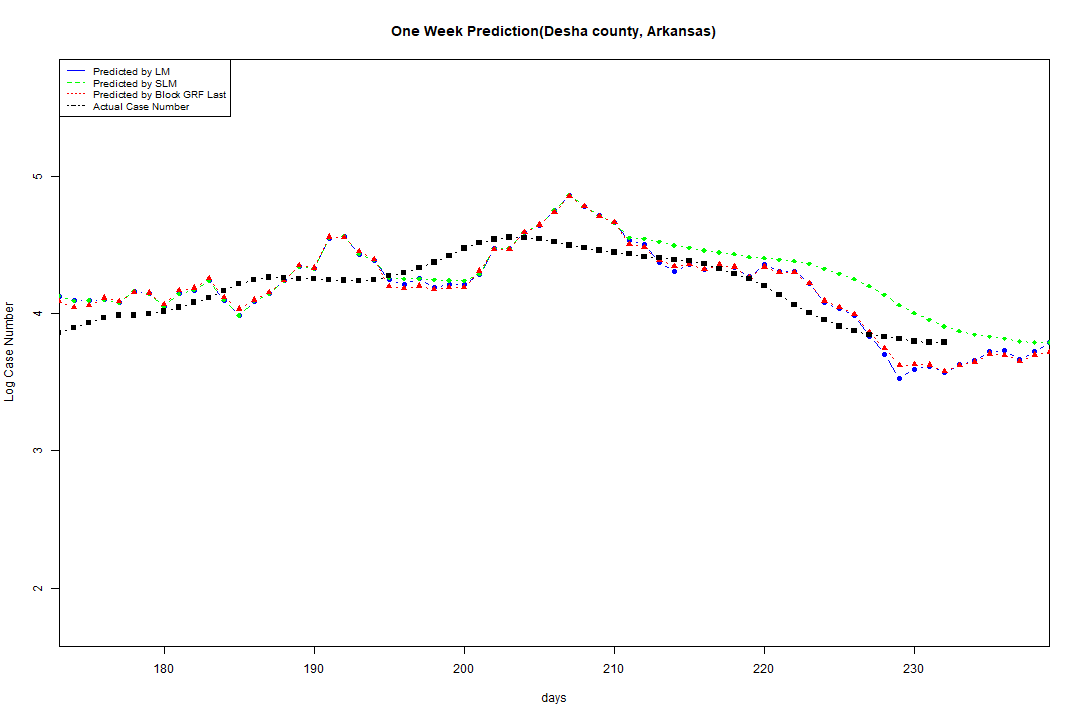 One Week Prediction(Desha county, Arkansas)
Predicted by LM
Predicted by SLM
Predicted by Block GRF Last
Actual Case Number
Log Case Number
5
4
3
2
180 190 200 210 220 230
days